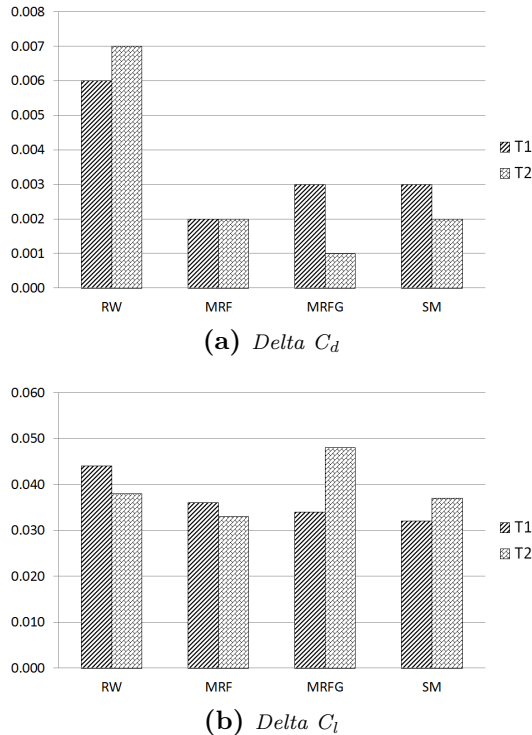 0.008
0.007
0.006
0.005
0.004
0.003
0.002
0.001
0.000
RW MRF MRFG SM
T1
T2
(a) Delta C_d
0.060
0.050
0.040
0.030
0.020
0.010
0.000
RW MRF MRFG SM
T1
T2
(b) Delta C_l